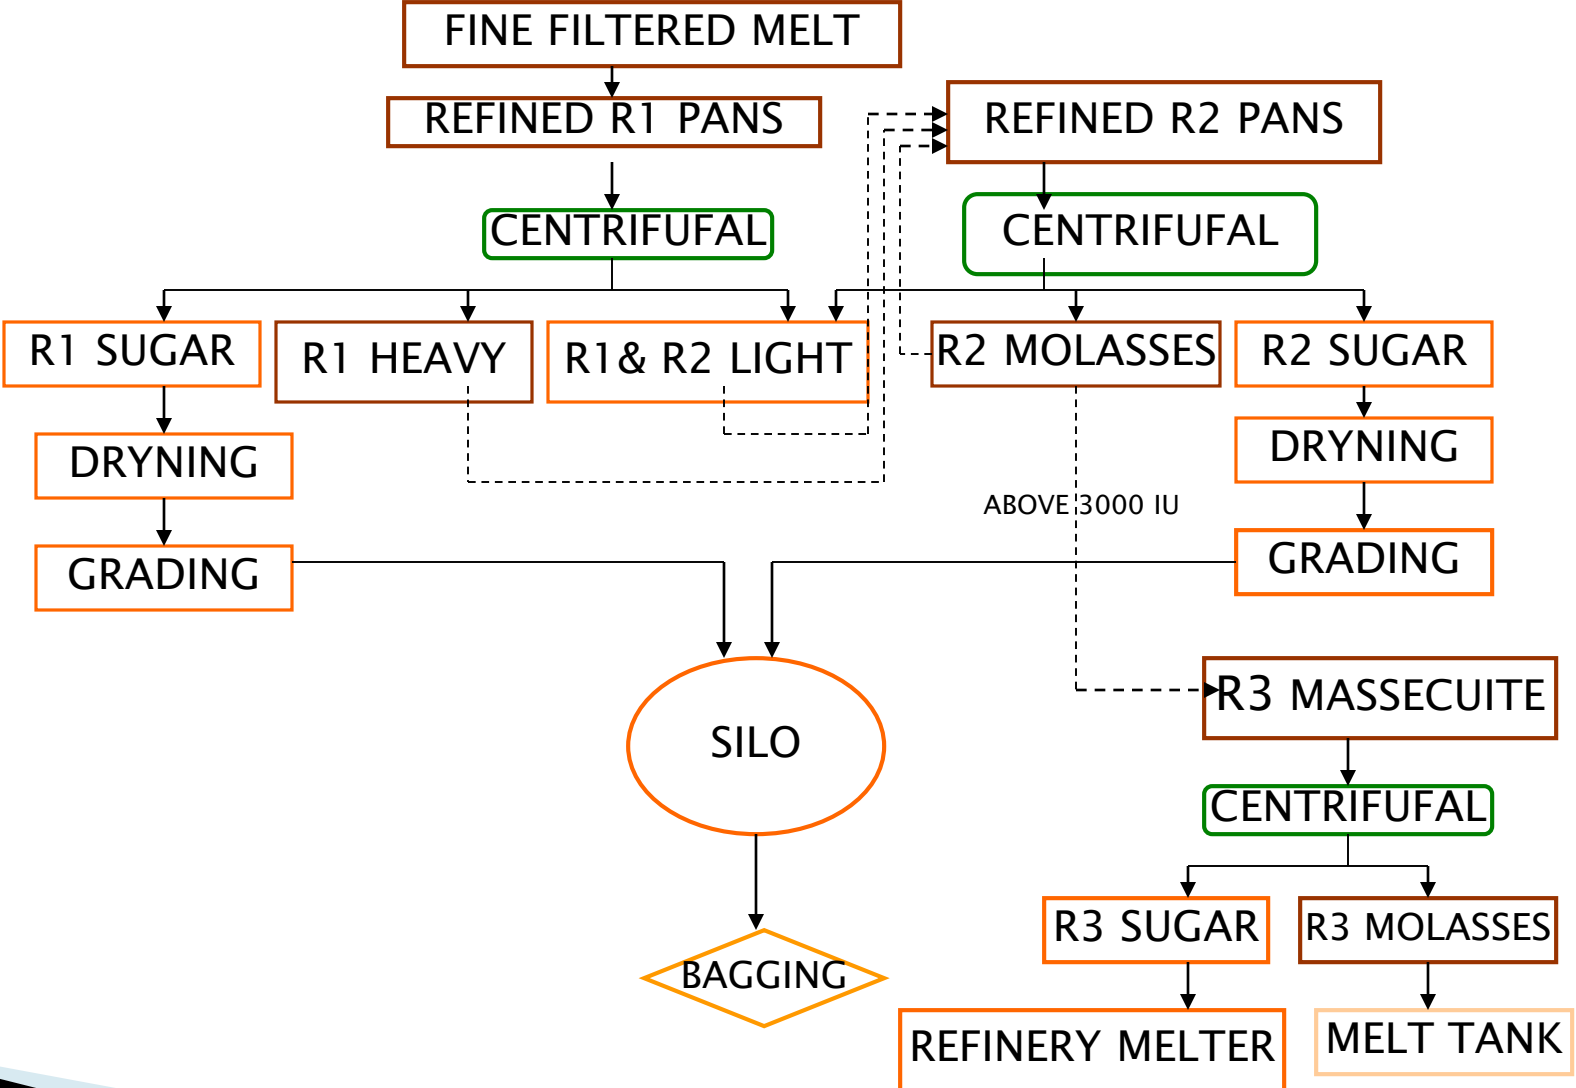 FINE FILTERED MELT
REFINED R1 PANS
REFINED R2 PANS
CENTRIFUFAL
CENTRIFUFAL
R1 SUGAR
R1 HEAVY
R1& R2 LIGHT
R2 MOLASSES
R2 SUGAR
DRYNING
DRYNING
ABOVE 3000 IU
GRADING
GRADING
R3 MASSECUITE
SILO
CENTRIFUFAL
R3 SUGAR
R3 MOLASSES
BAGGING
REFINERY MELTER
MELT TANK